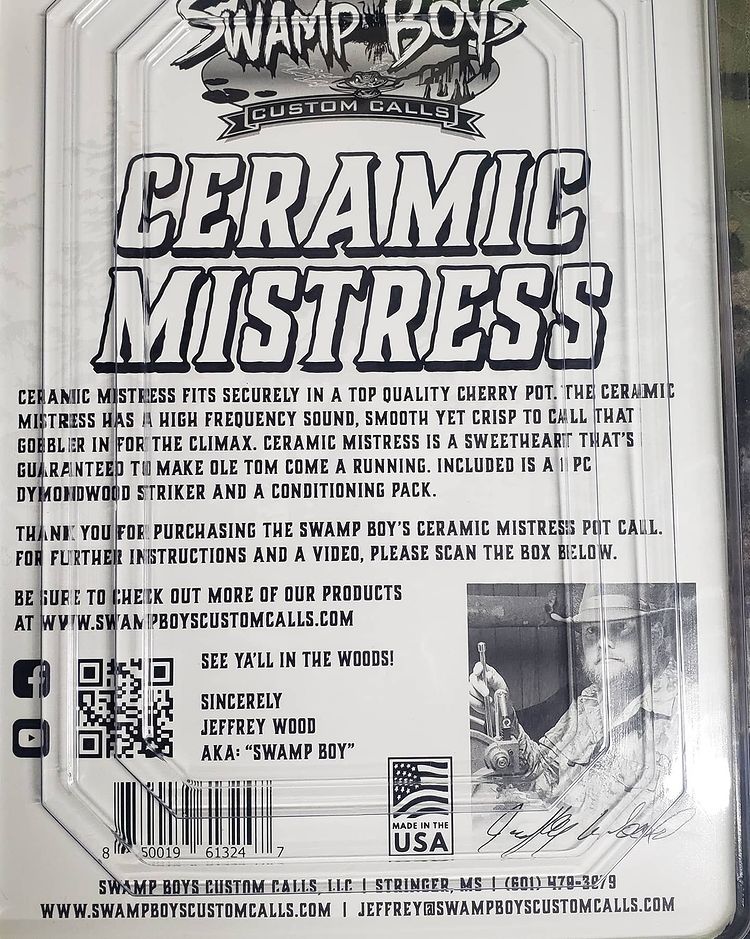 SWAMP BOYS
CUSTOM CALLS
CERAMIC
MISTRESS
CERAMIC MISTRESS FITS SECURELY IN A TOP QUALITY CHERRY POT. THE CERAMIC
MISTRESS HAS A HIGH FREQUENCY SOUND, SMOOTH YET CRISP TO CALL THAT
GOBBLER IN FOR THE CLIMAX. CERAMIC MISTRESS IS A SWEETHEART THAT'S
GUARANTEED TO MAKE OLE TOM COME A RUNNING. INCLUDED IS A 1 PC
DYMONDWOOD STRIKER AND A CONDITIONING PACK.
THANK YOU FOR PURCHASING THE SWAMP BOY'S CERAMIC MISTRESS POT CALL.
FOR FURTHER INSTRUCTIONS AND A VIDEO, PLEASE SCAN THE BOX BELOW.
BE SURE TO CHECK OUT MORE OF OUR PRODUCTS
AT WWW.SWAMPBOYSCUSTOMCALLS.COM
SEE YA'LL IN THE WOODS!
SINCERELY
JEFFREY WOOD
AKA: "SWAMP BOY"
MADE IN THE
USA
8 50019 61324 7
SWAMP BOYS CUSTOM CALLS, LLC | STRINGER, MS | (601)
WWW.SWAMPBOYSCUSTOMCALLS.COM | JEFFREY@SWAMPBOYSCUSTOMCALLS.COM